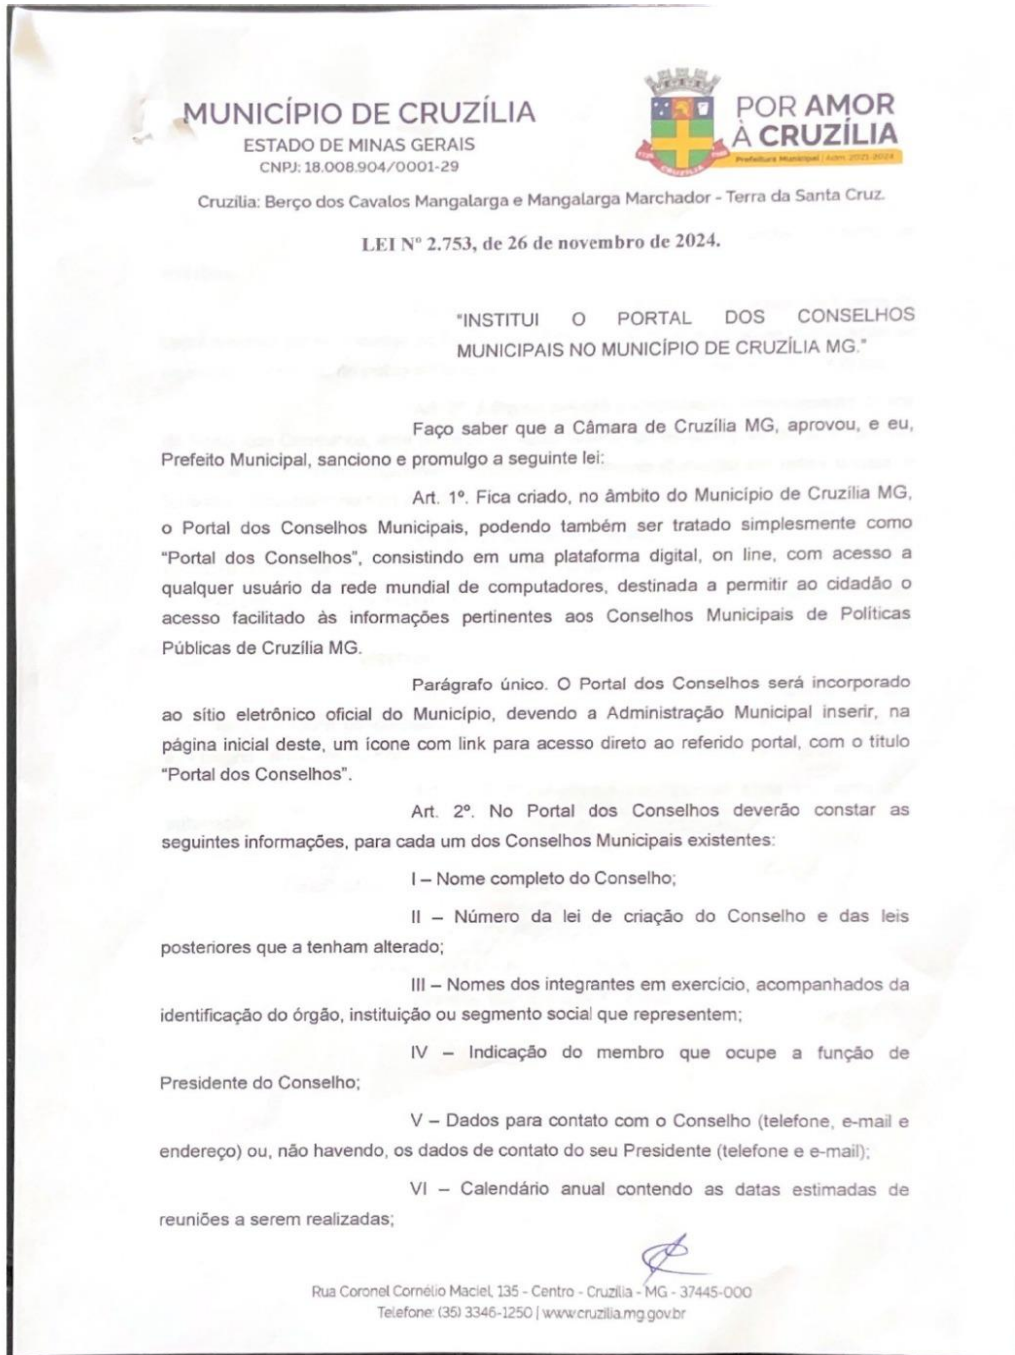 MUNICÍPIO DE CRUZÍLIA
ESTADO DE MINAS GERAIS
CNPJ: 18.008.904/0001-29
POR AMOR
À CRUZÍLIA
Prefeitura Municipal | Adm. 2021-2024
CRUZÍLIA
Cruzília: Berço dos Cavalos Mangalarga e Mangalarga Marchador - Terra da Santa Cruz.
LEI Nº 2.753, de 26 de novembro de 2024.
"INSTITUI O PORTAL DOS CONSELHOS
MUNICIPAIS NO MUNICÍPIO DE CRUZÍLIA MG."
Faço saber que a Câmara de Cruzília MG, aprovou, e eu,
Prefeito Municipal, sanciono e promulgo a seguinte lei:
Art. 1º. Fica criado, no âmbito do Município de Cruzília MG,
o Portal dos Conselhos Municipais, podendo também ser tratado simplesmente como
“Portal dos Conselhos”, consistindo em uma plataforma digital, on line, com acesso a
qualquer usuário da rede mundial de computadores, destinada a permitir ao cidadão o
acesso facilitado às informações pertinentes aos Conselhos Municipais de Políticas
Públicas de Cruzília MG.
Parágrafo único. O Portal dos Conselhos será incorporado
ao sítio eletrônico oficial do Município, devendo a Administração Municipal inserir, na
página inicial deste, um ícone com link para acesso direto ao referido portal, com o título
“Portal dos Conselhos”.
Art. 2º. No Portal dos Conselhos deverão constar as
seguintes informações, para cada um dos Conselhos Municipais existentes:
I – Nome completo do Conselho;
II – Número da lei de criação do Conselho e das leis
posteriores que a tenham alterado;
III – Nomes dos integrantes em exercício, acompanhados da
identificação do órgão, instituição ou segmento social que representem;
IV – Indicação do membro que ocupe a função de
Presidente do Conselho;
V – Dados para contato com o Conselho (telefone, e-mail e
endereço) ou, não havendo, os dados de contato do seu Presidente (telefone e e-mail);
VI – Calendário anual contendo as datas estimadas de
reuniões a serem realizadas;
Rua Coronel Cornélio Maciel, 135 - Centro - Cruzília - MG - 37445-000
Telefone: (35) 3346-1250 | www.cruzilia.mg.gov.br